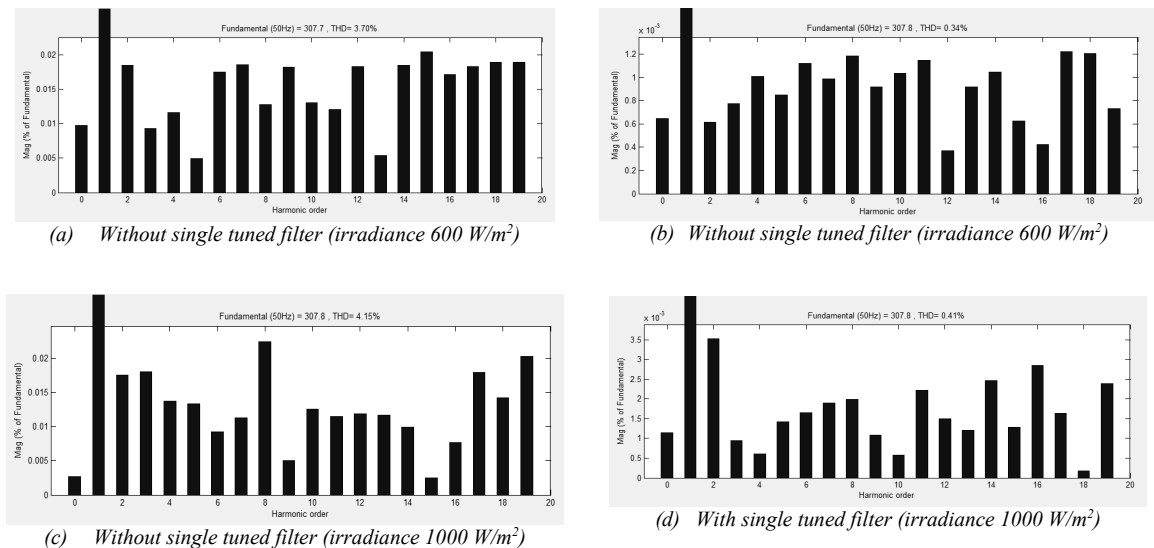 Fundamental (50Hz) = 307.7 , THD= 3.70%
0.02
0.015
0.01
0.005
0
Mag (% of Fundamental)
0 2 4 6 8 10 12 14 16 18 20
Harmonic order
(a) Without single tuned filter (irradiance 600 W/m²)
x 10⁻³
Fundamental (50Hz) = 307.8 , THD= 0.34%
1.2
1
0.8
0.6
0.4
0.2
0
Mag (% of Fundamental)
0 2 4 6 8 10 12 14 16 18 20
Harmonic order
(b) Without single tuned filter (irradiance 600 W/m²)
Fundamental (50Hz) = 307.8 , THD= 4.15%
0.02
0.015
0.01
0.005
0
Mag (% of Fundamental)
0 2 4 6 8 10 12 14 16 18 20
Harmonic order
(c) Without single tuned filter (irradiance 1000 W/m²)
x 10⁻³
Fundamental (50Hz) = 307.8 , THD= 0.41%
3.5
3
2.5
2
1.5
1
0.5
0
Mag (% of Fundamental)
0 2 4 6 8 10 12 14 16 18 20
Harmonic order
(d) With single tuned filter (irradiance 1000 W/m²)